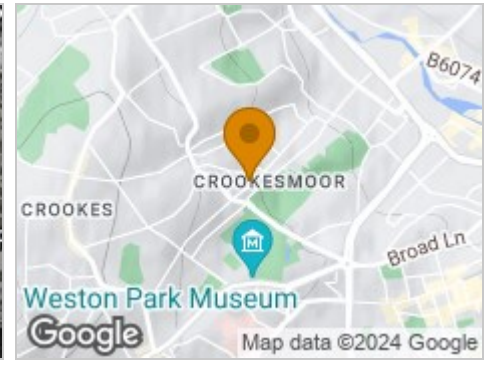 B6074
CROOKESMOOR
CROOKES
Broad Ln
Weston Park Museum
Google
Map data ©2024 Google